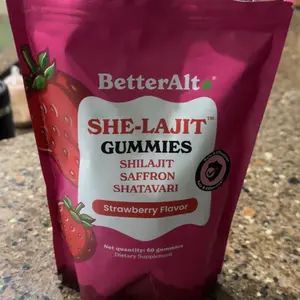 BetterAlt
SHE-LAJIT™
GUMMIES
SHILAJIT
SAFFRON
SHATAVARI
Strawberry Flavor
Net quantity: 60 gummies
Dietary Supplement